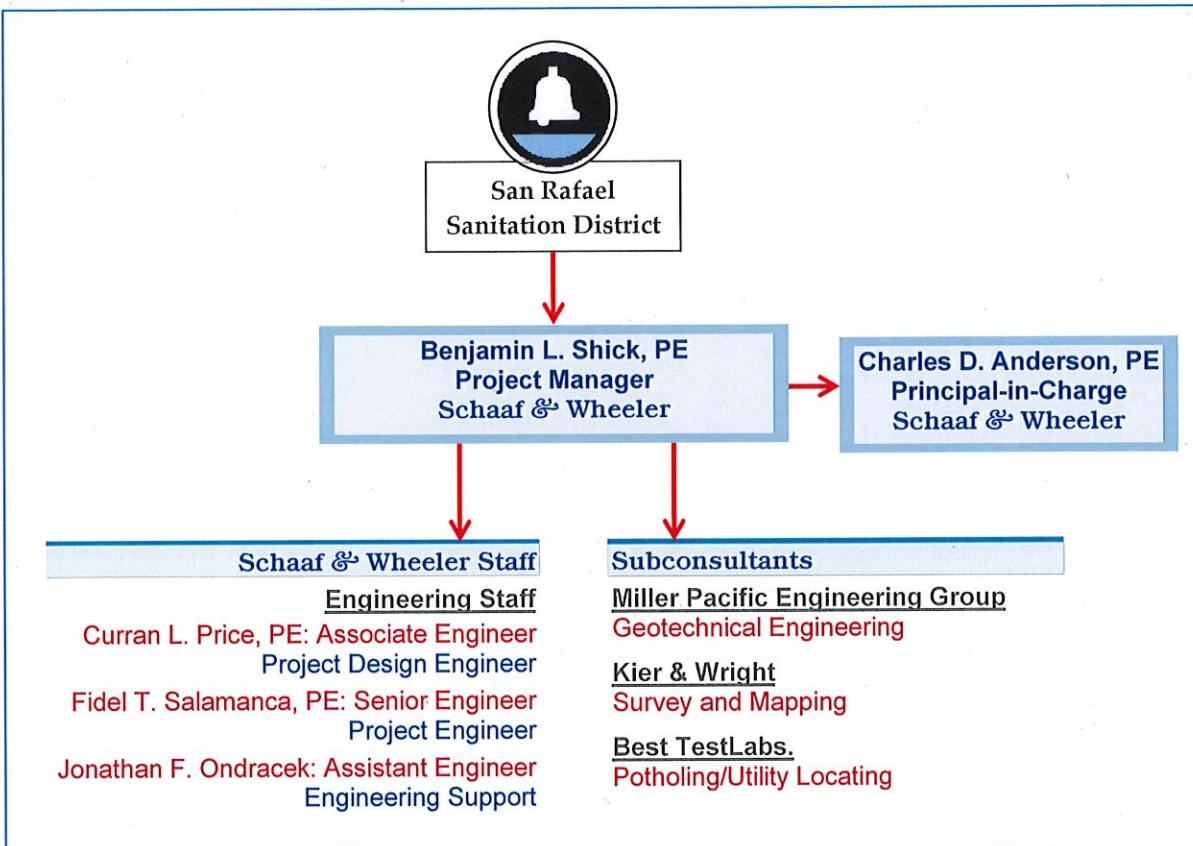 San Rafael
Sanitation District
Benjamin L. Shick, PE
Project Manager
Schaaf & Wheeler
Charles D. Anderson, PE
Principal-in-Charge
Schaaf & Wheeler
Schaaf & Wheeler Staff
Engineering Staff
Curran L. Price, PE: Associate Engineer
Project Design Engineer
Fidel T. Salamanca, PE: Senior Engineer
Project Engineer
Jonathan F. Ondracek: Assistant Engineer
Engineering Support
Subconsultants
Miller Pacific Engineering Group
Geotechnical Engineering
Kier & Wright
Survey and Mapping
Best TestLabs.
Potholing/Utility Locating